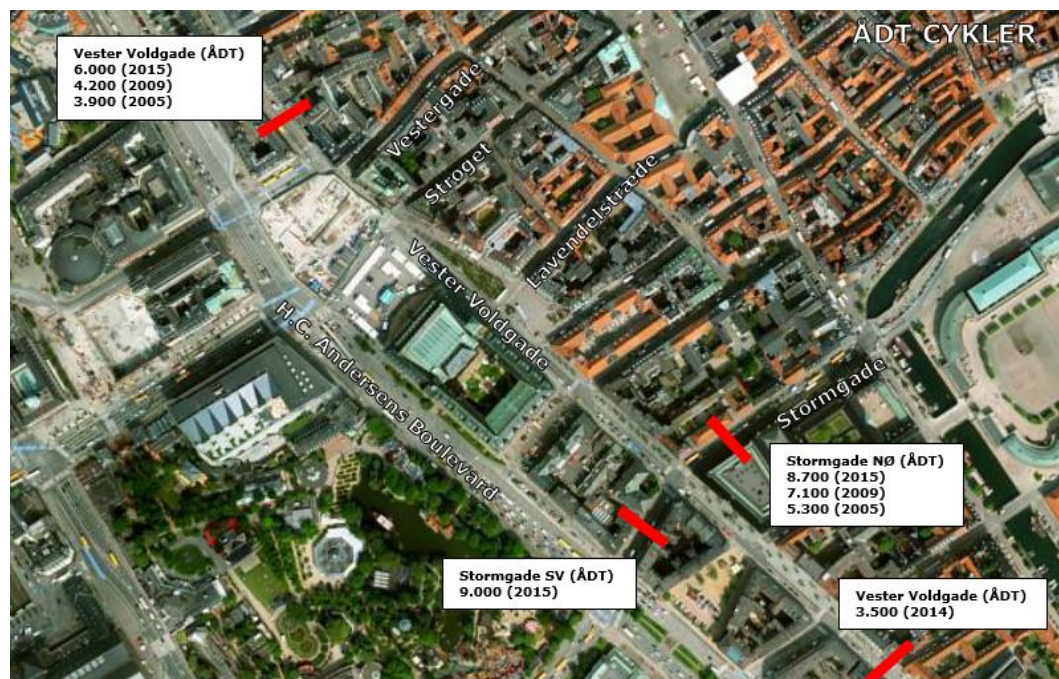 ÅDT CYKLER
Vester Voldgade (ÅDT)
6.000 (2015)
4.200 (2009)
3.900 (2005)
Vestergade
Strøget
Lavendelstræde
Vester Voldgade
H.C. Andersens Boulevard
Stormgade
Stormgade NØ (ÅDT)
8.700 (2015)
7.100 (2009)
5.300 (2005)
Stormgade SV (ÅDT)
9.000 (2015)
Vester Voldgade (ÅDT)
3.500 (2014)